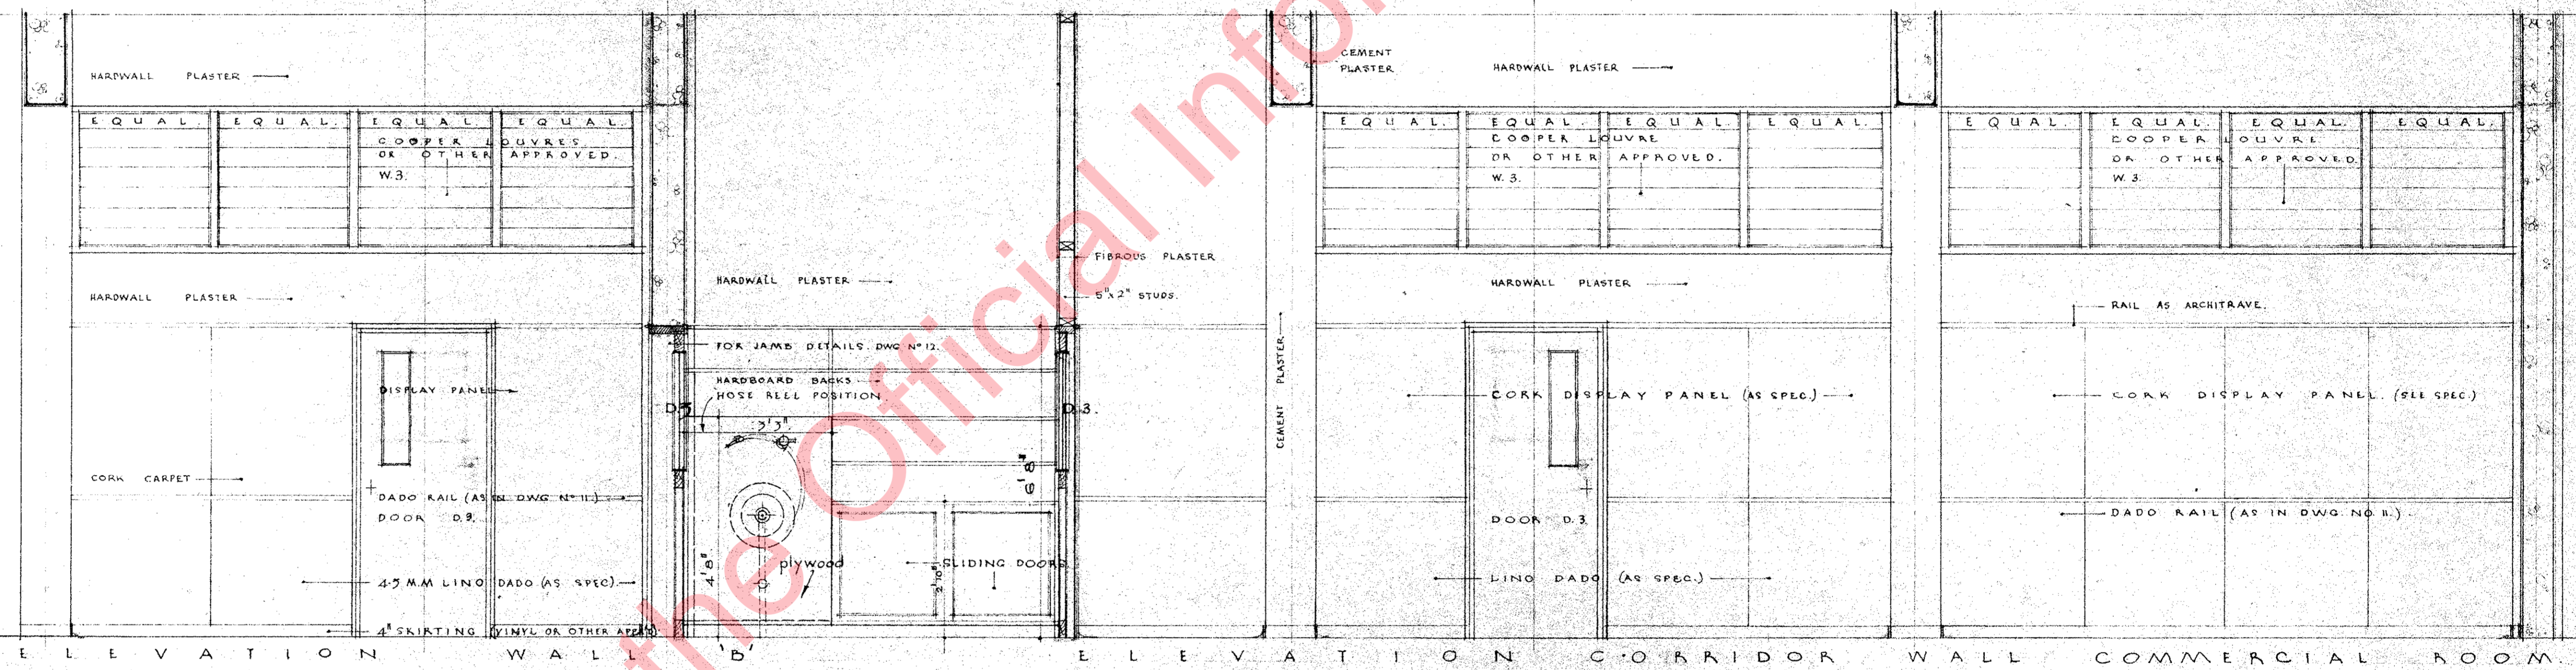 HARDWALL PLASTER
EQUAL EQUAL. EQUAL EQUAL.
COOPER LOUVRES
OR OTHER APPROVED.
W.3.
HARDWALL PLASTER
DISPLAY PANEL
CORK CARPET
DADO RAIL (AS IN DWG. Nº 11.)
DOOR D.9.
4.5 M.M LINO DADO (AS SPEC).
4" SKIRTING (VINYL OR OTHER APP'D)
ELEVATION WALL 'B'
HARDWALL PLASTER
FOR JAMB DETAILS. DWG Nº 12.
HARDBOARD BACKS
HOSE REEL POSITION.
D.3
3'3"
4'8"
plywood
6'8"
2'10"
SLIDING DOORS
D.3.
FIBROUS PLASTER
5"x2" STUDS.
CEMENT PLASTER
CEMENT
PLASTER
HARDWALL PLASTER
EQUAL. EQUAL. EQUAL. EQUAL.
COOPER LOUVRE
OR OTHER APPROVED.
W.3.
HARDWALL PLASTER
CORK DISPLAY PANEL (AS SPEC.)
DOOR D.3.
LINO DADO (AS SPEC.)
EQUAL EQUAL. EQUAL. EQUAL.
COOPER LOUVRE
OR OTHER APPROVED.
W.3.
RAIL AS ARCHITRAVE.
CORK DISPLAY PANEL. (SEE SPEC.)
DADO RAIL (AS IN DWG. NO. 11.)
ELEVATION CORRIDOR WALL COMMERCIAL ROOM
the Official Infor